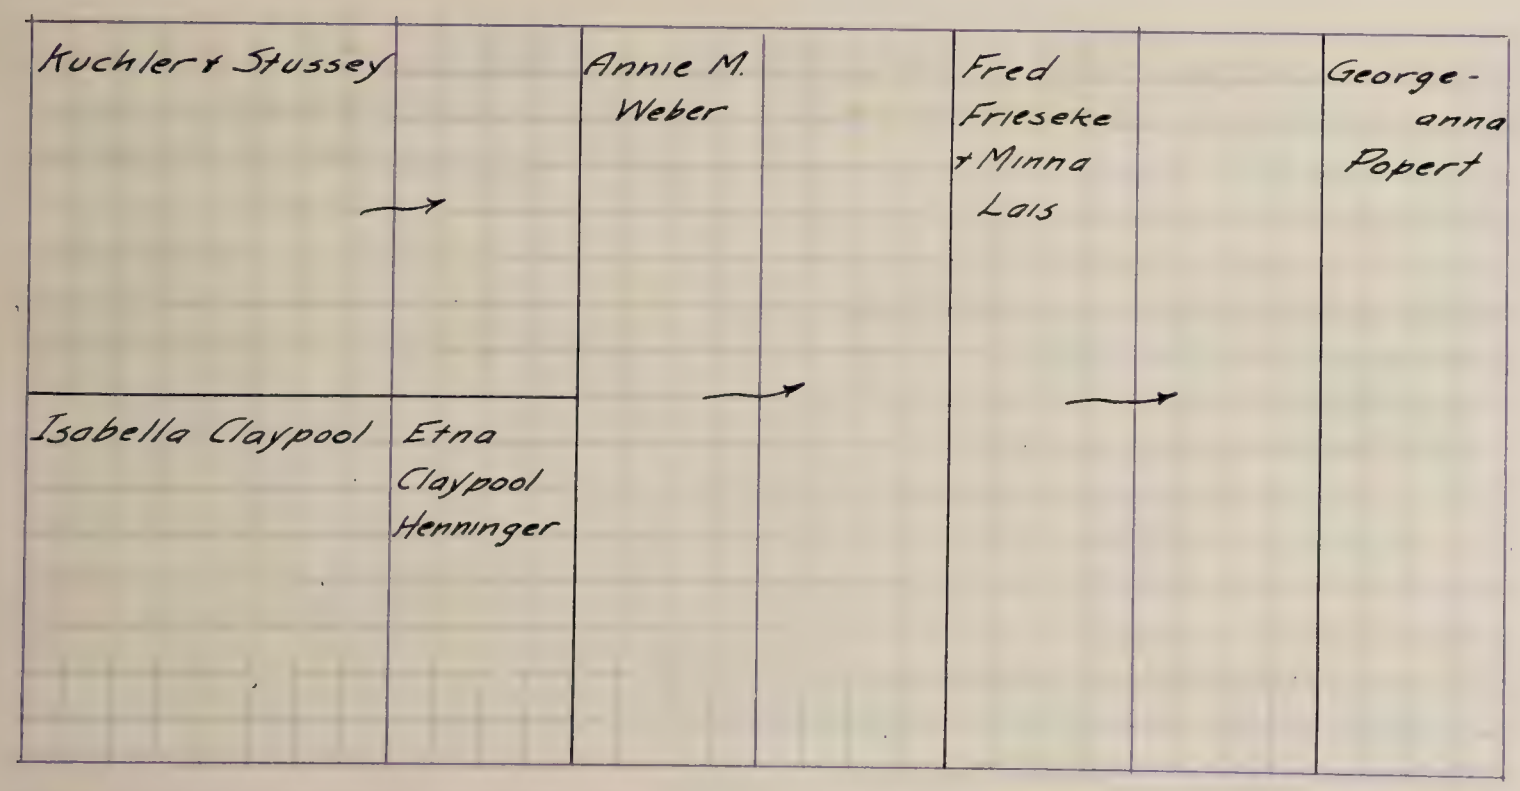 Kuchler & Stussey
Isabella Claypool
Etna
Claypool
Henninger
Annie M.
Weber
Fred
Frieseke
& Minna
Lais
George-
anna
Popert